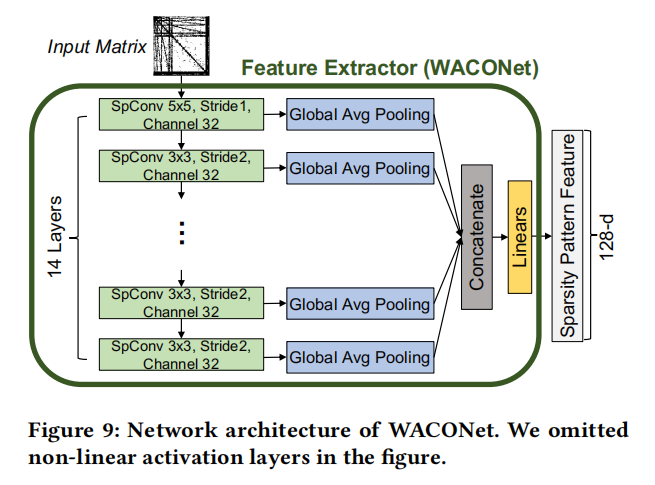 Input Matrix
Feature Extractor (WACONet)
SpConv 5x5, Stride1,
Channel 32
Global Avg Pooling
SpConv 3x3, Stride2,
Channel 32
Global Avg Pooling
14 Layers
Concatenate
Linears
Sparsity Pattern Feature
128-d
SpConv 3x3, Stride2,
Channel 32
Global Avg Pooling
SpConv 3x3, Stride2,
Channel 32
Global Avg Pooling
Figure 9: Network architecture of WACONet. We omitted
non-linear activation layers in the figure.